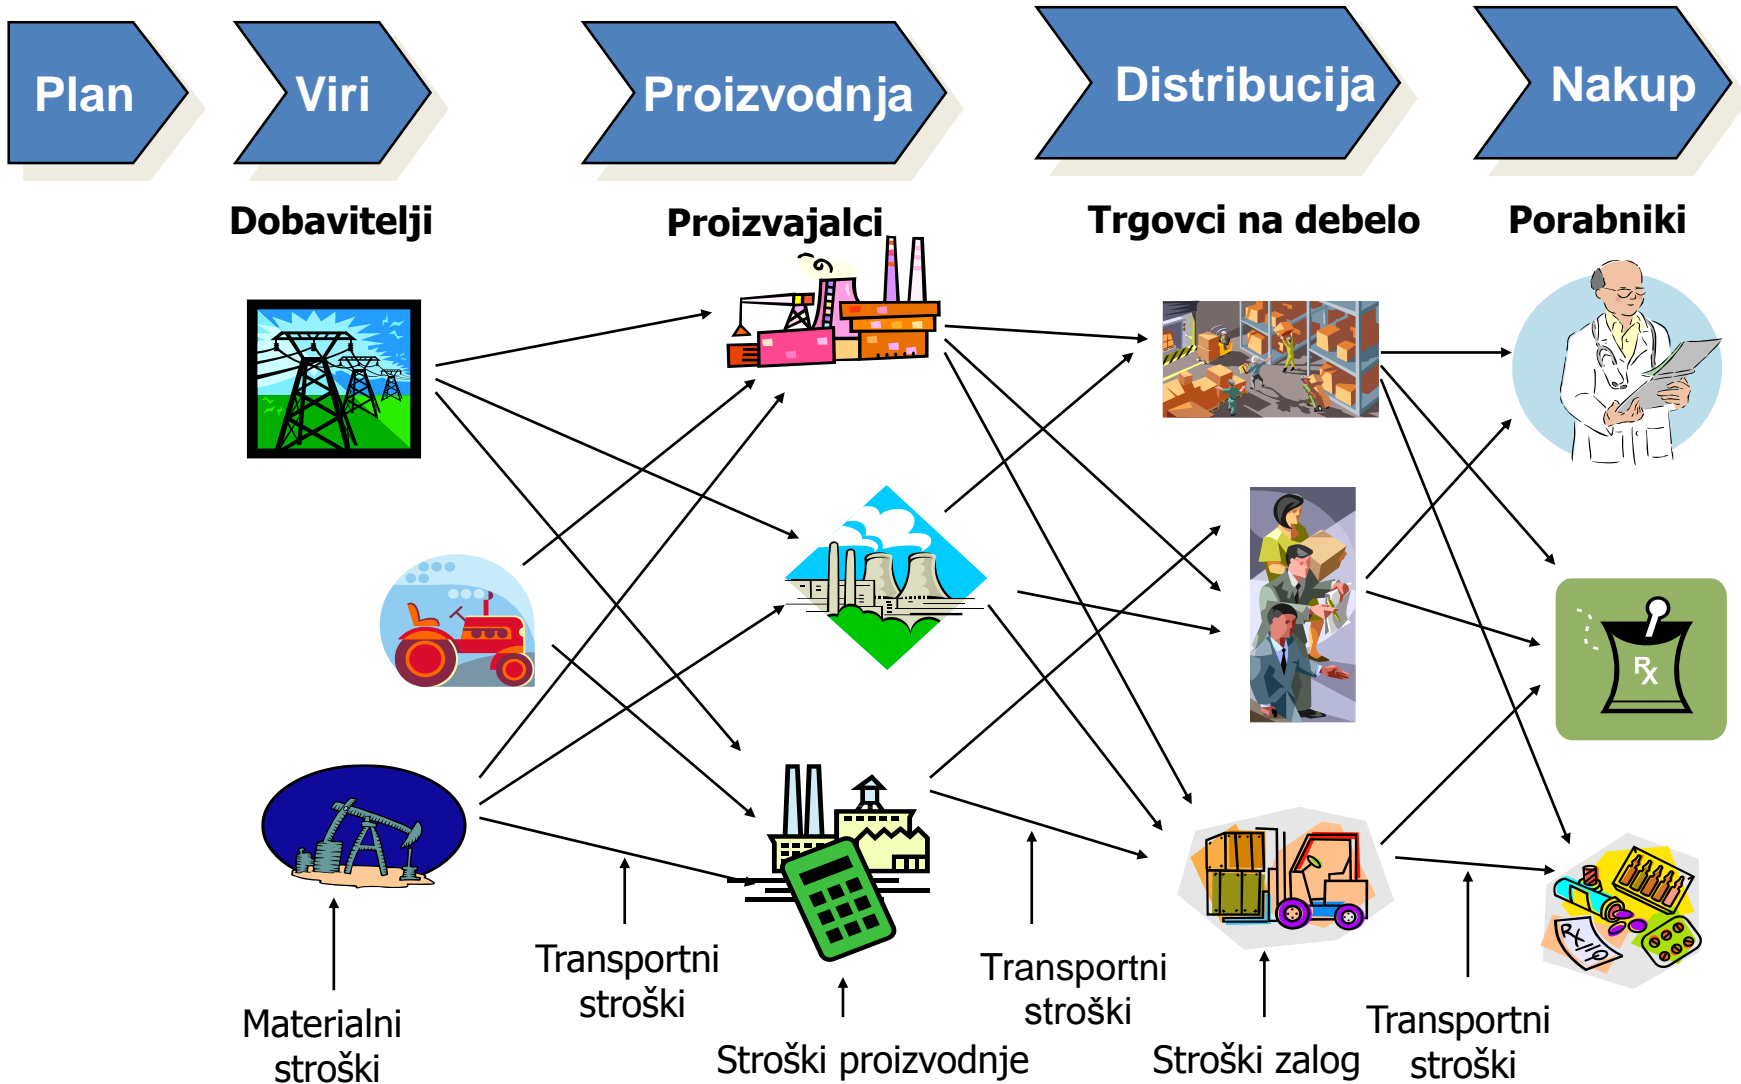 Plan
Viri
Proizvodnja
Distribucija
Nakup
Dobavitelji
Proizvajalci
Trgovci na debelo
Porabniki
Rx
Materialni
stroški
Transportni
stroški
Stroški proizvodnje
Transportni
stroški
Stroški zalog
Transportni
stroški